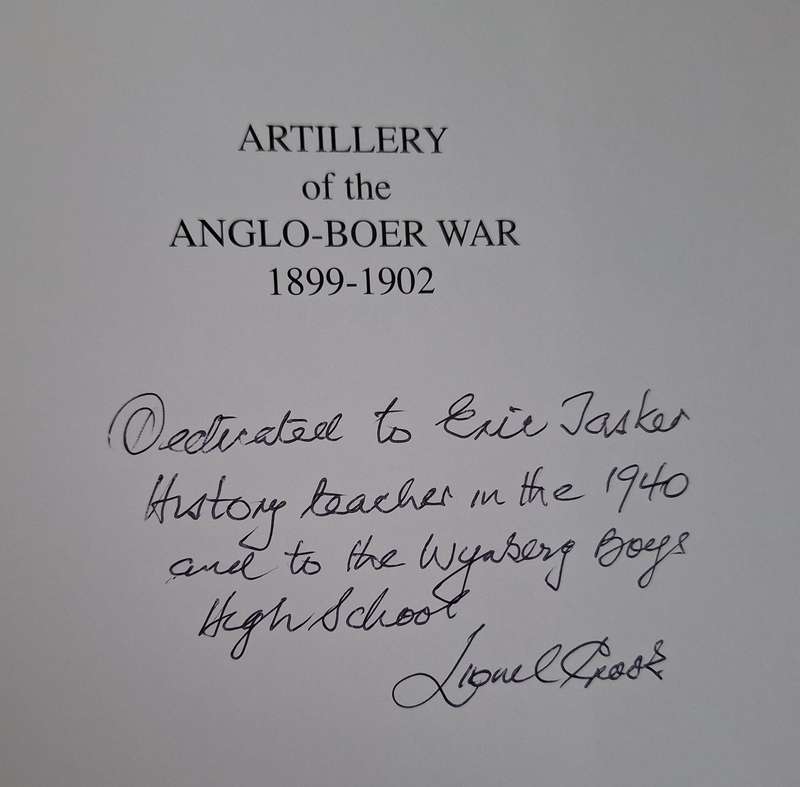 ARTILLERY
of the
ANGLO-BOER WAR
1899-1902
Dedicated to Eric Tasker
History teacher in the 1940
and to the Wynberg Boys
High School
Lionel Crook